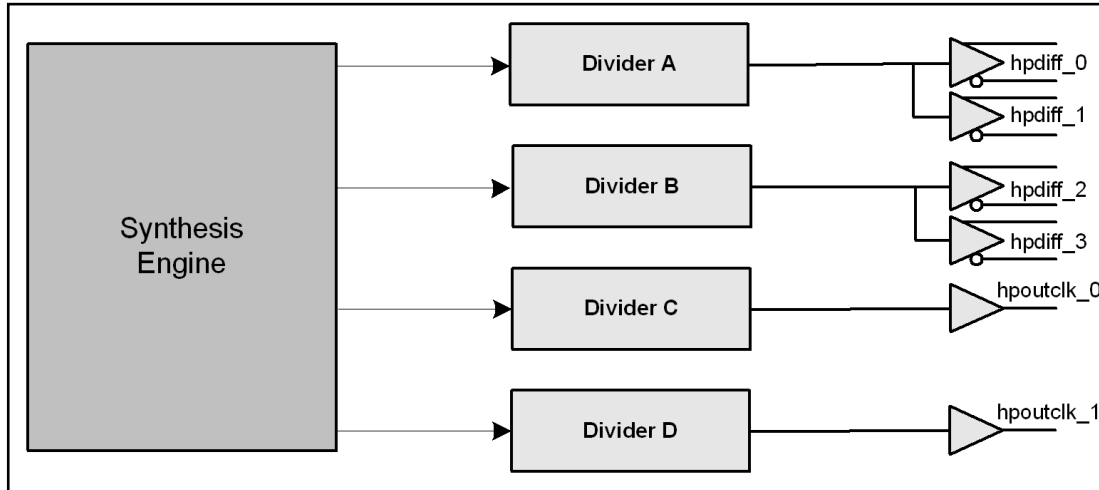 Synthesis
Engine
Divider A
hpdiff_0
hpdiff_1
Divider B
hpdiff_2
hpdiff_3
Divider C
hpoutclk_0
Divider D
hpoutclk_1